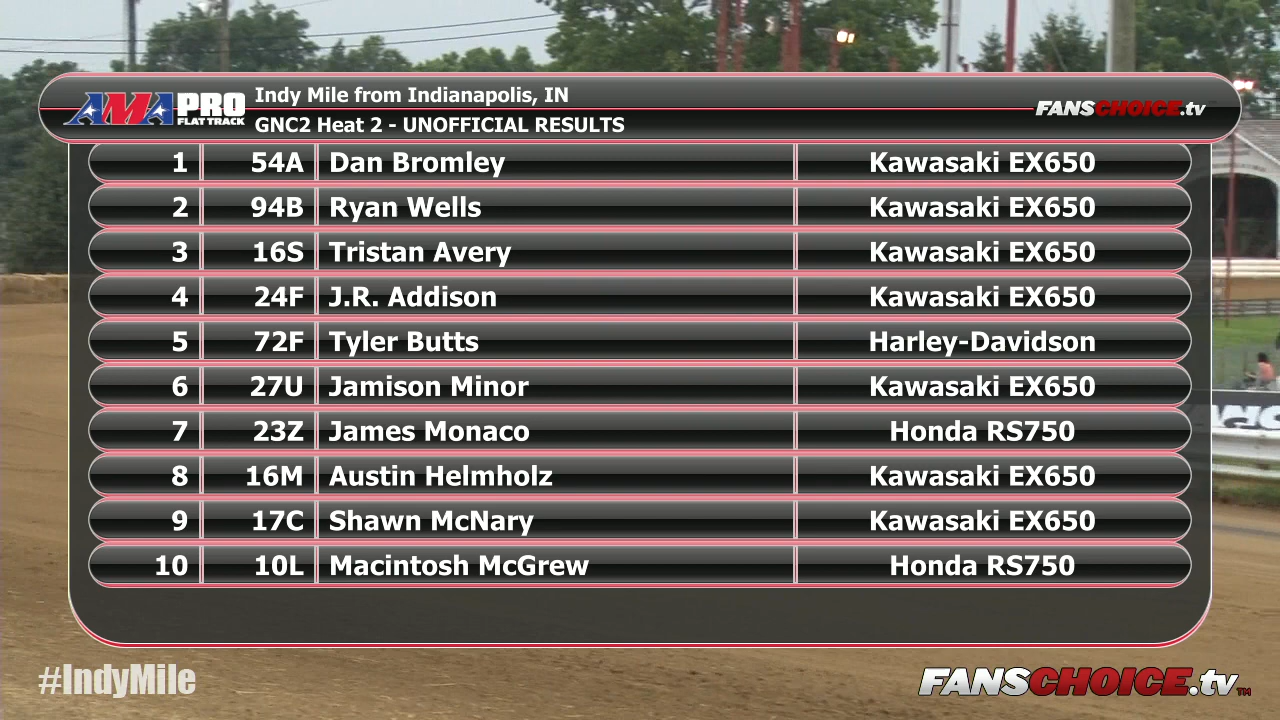 AMA PRO FLAT TRACK
Indy Mile from Indianapolis, IN
FANSCHOICE.tv
GNC2 Heat 2 - UNOFFICIAL RESULTS
1 54A Dan Bromley Kawasaki EX650
2 94B Ryan Wells Kawasaki EX650
3 16S Tristan Avery Kawasaki EX650
4 24F J.R. Addison Kawasaki EX650
5 72F Tyler Butts Harley-Davidson
6 27U Jamison Minor Kawasaki EX650
7 23Z James Monaco Honda RS750
8 16M Austin Helmholz Kawasaki EX650
9 17C Shawn McNary Kawasaki EX650
10 10L Macintosh McGrew Honda RS750
#IndyMile
FANSCHOICE.tv™